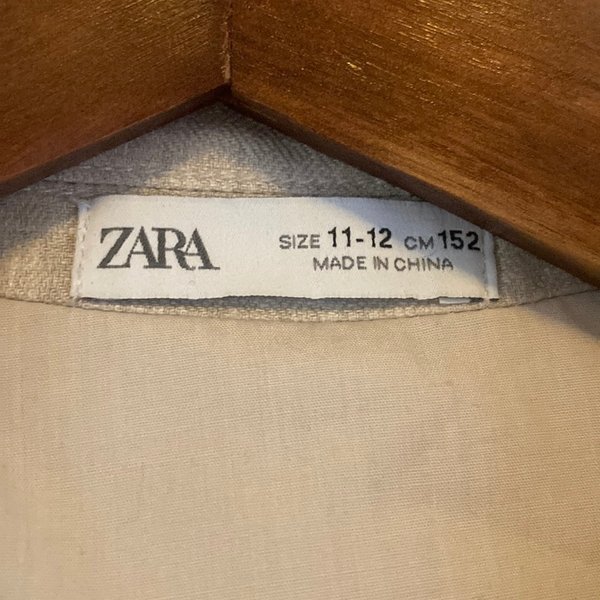 ZARA
SIZE 11-12 CM 152
MADE IN CHINA